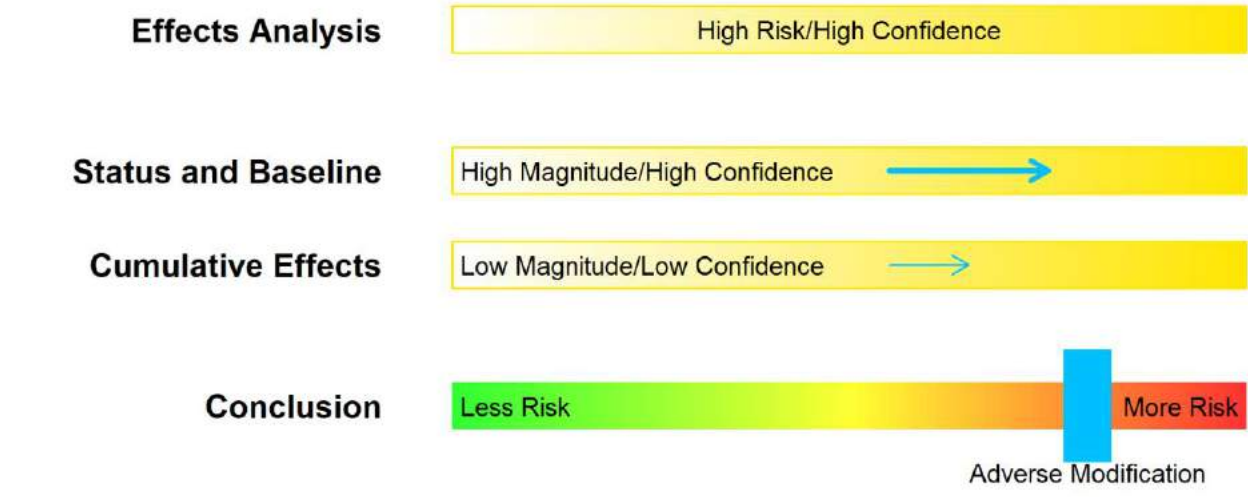 Effects Analysis
High Risk/High Confidence
Status and Baseline
High Magnitude/High Confidence
Cumulative Effects
Low Magnitude/Low Confidence
Conclusion
Less Risk
More Risk
Adverse Modification